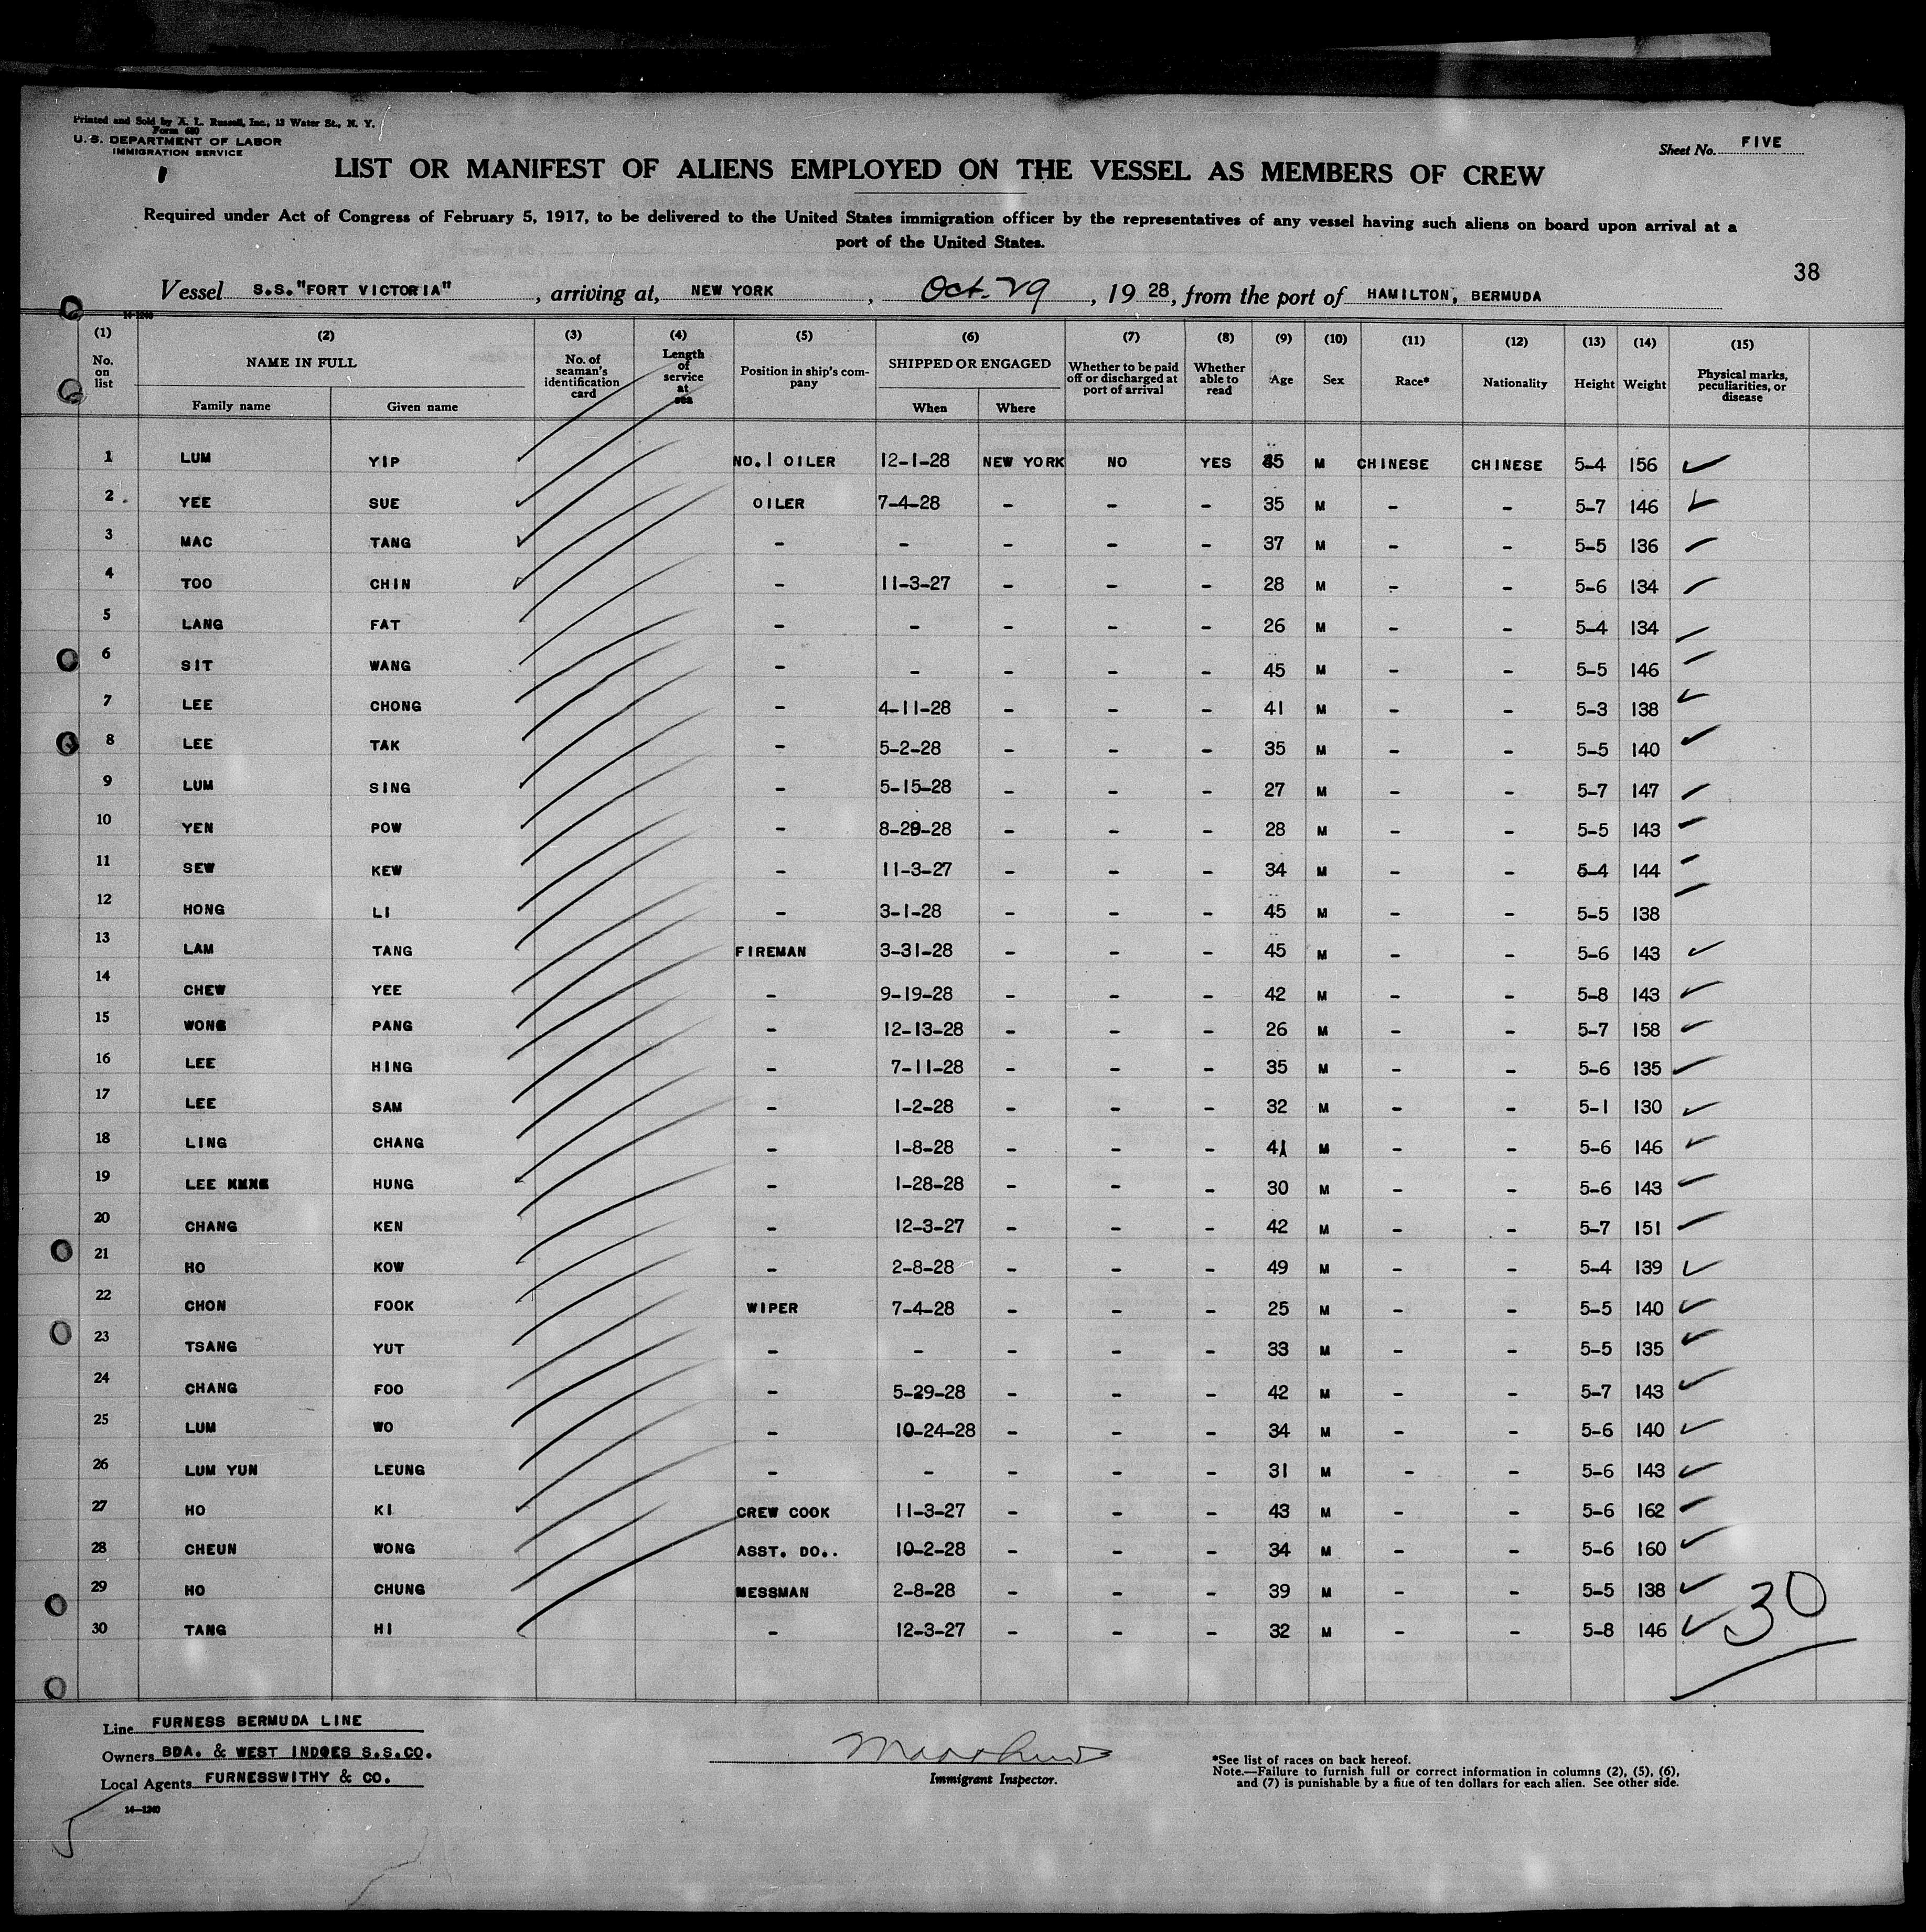 Printed and Sold by A. L. Russell, Inc., 13 Water St., N. Y.
Form 680
U. S. DEPARTMENT OF LABOR
IMMIGRATION SERVICE
Sheet No. FIVE
LIST OR MANIFEST OF ALIENS EMPLOYED ON THE VESSEL AS MEMBERS OF CREW
Required under Act of Congress of February 5, 1917, to be delivered to the United States immigration officer by the representatives of any vessel having such aliens on board upon arrival at a
port of the United States.
38
Vessel S.S."FORT VICTORIA", arriving at, NEW YORK, Oct. 29, 1928, from the port of HAMILTON, BERMUDA
14-1240
(1) (2) (3) (4) (5) (6) (7) (8) (9) (10) (11) (12) (13) (14) (15)
No. on list NAME IN FULL Family name Given name No. of seaman's identification card Length of service at sea Position in ship's company SHIPPED OR ENGAGED When Where Whether to be paid off or discharged at port of arrival Whether able to read Age Sex Race* Nationality Height Weight Physical marks, peculiarities, or disease
1 LUM YIP NO.1 OILER 12-1-28 NEW YORK NO YES 35 M CHINESE CHINESE 5-4 156
2 YEE SUE OILER 7-4-28 - - - 35 M - - 5-7 146
3 MAC TANG - - - - - 37 M - - 5-5 136
4 TOO CHIN - 11-3-27 - - - 28 M - - 5-6 134
5 LANG FAT - - - - - 26 M - - 5-4 134
6 SIT WANG - - - - - 45 M - - 5-5 146
7 LEE CHONG - 4-11-28 - - - 41 M - - 5-3 138
8 LEE TAK - 5-2-28 - - - 35 M - - 5-5 140
9 LUM SING - 5-15-28 - - - 27 M - - 5-7 147
10 YEN POW - 8-29-28 - - - 28 M - - 5-5 143
11 SEW KEW - 11-3-27 - - - 34 M - - 5-4 144
12 HONG LI - 3-1-28 - - - 45 M - - 5-5 138
13 LAM TANG FIREMAN 3-31-28 - - - 45 M - - 5-6 143
14 CHEW YEE - 9-19-28 - - - 42 M - - 5-8 143
15 WONG PANG - 12-13-28 - - - 26 M - - 5-7 158
16 LEE HING - 7-11-28 - - - 35 M - - 5-6 135
17 LEE SAM - 1-2-28 - - - 32 M - - 5-1 130
18 LING CHANG - 1-8-28 - - - 41 M - - 5-6 146
19 LEE HUNG - 1-28-28 - - - 30 M - - 5-6 143
20 CHANG KEN - 12-3-27 - - - 42 M - - 5-7 151
21 HO KOW - 2-8-28 - - - 49 M - - 5-4 139
22 CHON FOOK WIPER 7-4-28 - - - 25 M - - 5-5 140
23 TSANG YUT - - - - - 33 M - - 5-5 135
24 CHANG FOO - 5-29-28 - - - 42 M - - 5-7 143
25 LUM WO - 10-24-28 - - - 34 M - - 5-6 140
26 LUM YUN LEUNG - - - - - 31 M - - 5-6 143
27 HO KI CREW COOK 11-3-27 - - - 43 M - - 5-6 162
28 CHEUN WONG ASST. DO.. 10-2-28 - - - 34 M - - 5-6 160
29 HO CHUNG MESSMAN 2-8-28 - - - 39 M - - 5-5 138
30 TANG HI - 12-3-27 - - - 32 M - - 5-8 146
30
Line FURNESS BERMUDA LINE
Owners BDA. & WEST INDOES S.S.CO.
Local Agents FURNESSWITHY & CO.
14-1240
Immigrant Inspector.
*See list of races on back hereof.
Note.—Failure to furnish full or correct information in columns (2), (5), (6),
and (7) is punishable by a fine of ten dollars for each alien. See other side.